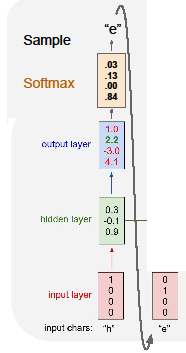 Sample "e"
Softmax
.03
.13
.00
.84
output layer
1.0
2.2
-3.0
4.1
hidden layer
0.3
-0.1
0.9
input layer
1 0
0 1
0 0
0 0
input chars: "h" "e"